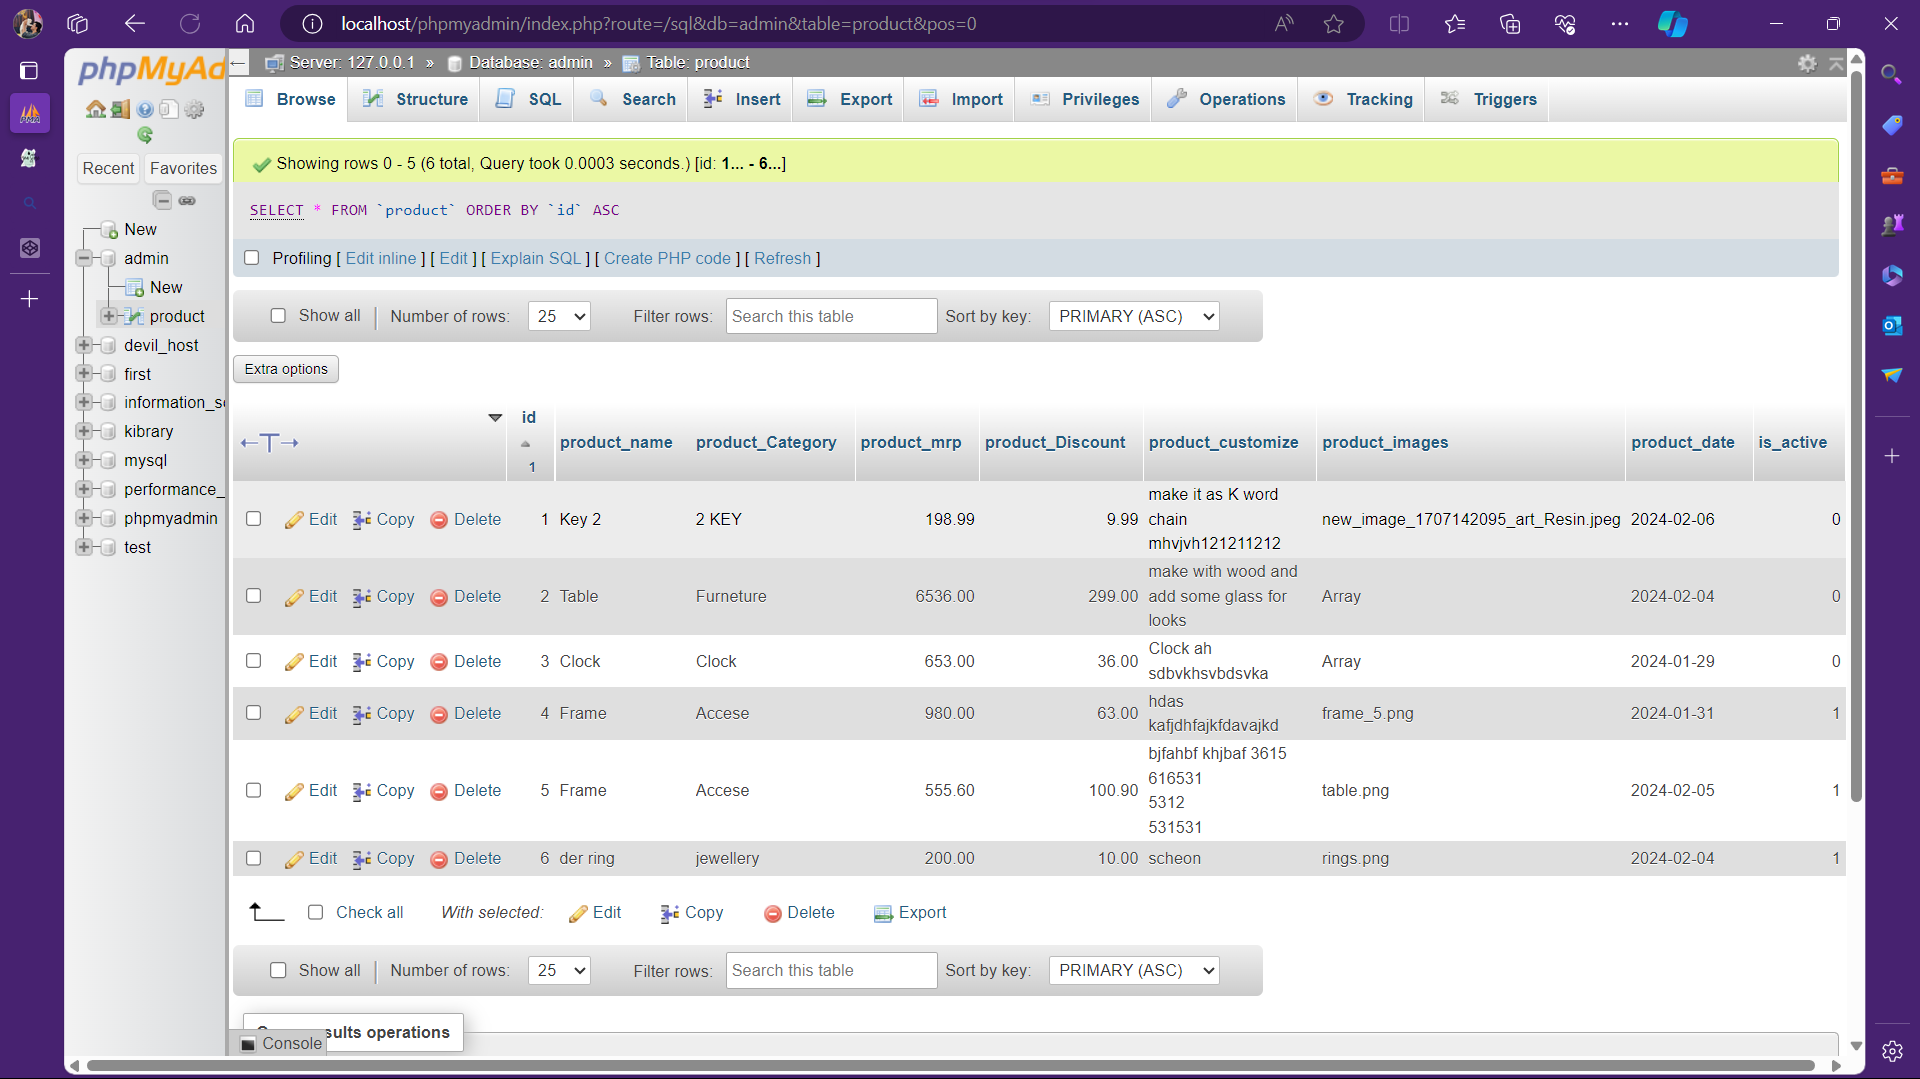 localhost/phpmyadmin/index.php?route=/sql&db=admin&table=product&pos=0
phpMyAd
Server: 127.0.0.1 » Database: admin » Table: product
Browse Structure SQL Search Insert Export Import Privileges Operations Tracking Triggers
Recent Favorites
New
admin
New
product
devil_host
first
information_s
kibrary
mysql
performance_
phpmyadmin
test
Showing rows 0 - 5 (6 total, Query took 0.0003 seconds.) [id: 1... - 6...]
SELECT * FROM `product` ORDER BY `id` ASC
Profiling [ Edit inline ] [ Edit ] [ Explain SQL ] [ Create PHP code ] [ Refresh ]
Show all | Number of rows: 25 Filter rows: Search this table Sort by key: PRIMARY (ASC)
Extra options
←T→ id 1 product_name product_Category product_mrp product_Discount product_customize product_images product_date is_active
Edit Copy Delete 1 Key 2 2 KEY 198.99 9.99 make it as K word chain mhvjvh121211212 new_image_1707142095_art_Resin.jpeg 2024-02-06 0
Edit Copy Delete 2 Table Furneture 6536.00 299.00 make with wood and add some glass for looks Array 2024-02-04 0
Edit Copy Delete 3 Clock Clock 653.00 36.00 Clock ah sdbvkhsvbdsvka Array 2024-01-29 0
Edit Copy Delete 4 Frame Accese 980.00 63.00 hdas kafjdhfajkfdavajkd frame_5.png 2024-01-31 1
Edit Copy Delete 5 Frame Accese 555.60 100.90 bjfahbf khjbaf 3615 616531 5312 531531 table.png 2024-02-05 1
Edit Copy Delete 6 der ring jewellery 200.00 10.00 scheon rings.png 2024-02-04 1
Check all With selected: Edit Copy Delete Export
Show all | Number of rows: 25 Filter rows: Search this table Sort by key: PRIMARY (ASC)
sults operations
Console